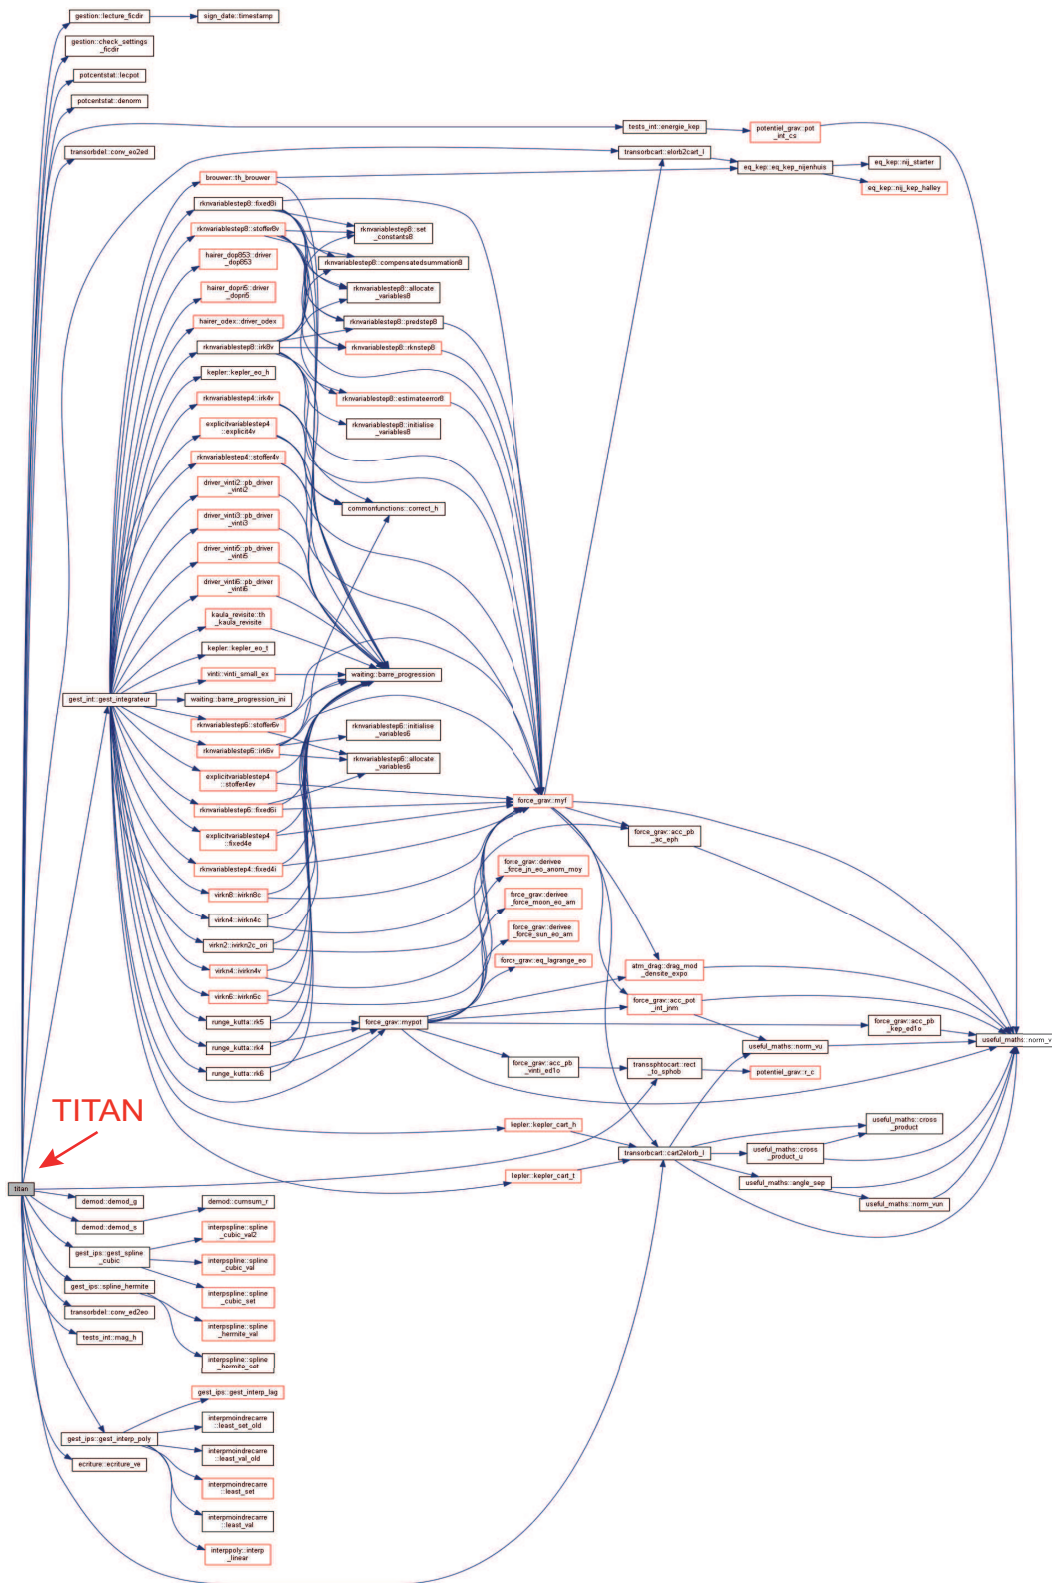 gestion::lecture_ficdir
sign_date::timestamp
gestion::check_settings
_ficdir
potcentstat::lecpot
potcentstat::denorm
transorbdel::conv_eo2ed
tests_int::energie_kep
potentiel_grav::pot
_int_cs
transorbcart::elorb2cart_l
eq_kep::eq_kep_nijenhuis
eq_kep::nij_starter
eq_kep::nij_kep_halley
brouwer::th_brouwer
rknvariablestep8::fixed8i
rknvariablestep8::stoffer8v
hairer_dop853::driver
_dop853
hairer_dopri5::driver
_dopri5
hairer_odex::driver_odex
rknvariablestep8::irk8v
kepler::kepler_eo_h
rknvariablestep4::irk4v
explicitvariablestep4
::explicit4v
rknvariablestep4::stoffer4v
driver_vinti2::pb_driver
_vinti2
driver_vinti3::pb_driver
_vinti3
driver_vinti5::pb_driver
_vinti5
driver_vinti6::pb_driver
_vinti6
kaula_revisite::th
_kaula_revisite
kepler::kepler_eo_t
vinti::vinti_small_ex
gest_int::gest_integrateur
waiting::barre_progression_ini
rknvariablestep6::stoffer6v
rknvariablestep6::irk6v
explicitvariablestep4
::stoffer4ev
rknvariablestep6::fixed6i
explicitvariablestep4
::fixed4e
rknvariablestep4::fixed4i
virkn8::ivirkn8c
virkn4::ivirkn4c
virkn2::ivirkn2c_ori
virkn4::ivirkn4v
virkn6::ivirkn6c
runge_kutta::rk5
runge_kutta::rk4
runge_kutta::rk6
rknvariablestep8::set
_constants8
rknvariablestep8::compensatedsummation8
rknvariablestep8::allocate
_variables8
rknvariablestep8::predstep8
rknvariablestep8::rknstep8
rknvariablestep8::estimateerror8
rknvariablestep8::initialise
_variables8
commonfunctions::correct_h
waiting::barre_progression
rknvariablestep6::initialise
_variables6
rknvariablestep6::allocate
_variables6
force_grav::myf
force_grav::acc_pb
_ac_eph
force_grav::derivee
_force_jn_eo_anom_moy
force_grav::derivee
_force_moon_eo_am
force_grav::derivee
_force_sun_eo_am
force_grav::eq_lagrange_eo
atm_drag::drag_mod
_densite_expo
force_grav::acc_pot
_int_jnm
force_grav::mypot
force_grav::acc_pb
_kep_ed1o
useful_maths::norm_vu
useful_maths::norm_v
force_grav::acc_pb
_vinti_ed1o
transsphtocart::rect
_to_sphob
potentiel_grav::r_c
lepler::kepler_cart_h
transorbcart::cart2elorb_l
useful_maths::cross
_product
useful_maths::cross
_product_u
lepler::kepler_cart_t
useful_maths::angle_sep
useful_maths::norm_vun
TITAN
titan
demod::demod_g
demod::demod_s
demod::cumsum_r
gest_ips::gest_spline
_cubic
interpspline::spline
_cubic_val2
interpspline::spline
_cubic_val
interpspline::spline
_cubic_set
gest_ips::spline_hermite
transorbdel::conv_ed2eo
interpspline::spline
_hermite_val
tests_int::mag_h
interpspline::spline
_hermite_set
gest_ips::gest_interp_lag
interpmoindrecarre
::least_set_old
gest_ips::gest_interp_poly
interpmoindrecarre
::least_val_old
ecriture::ecriture_ve
interpmoindrecarre
::least_set
interpmoindrecarre
::least_val
interppoly::interp
_linear